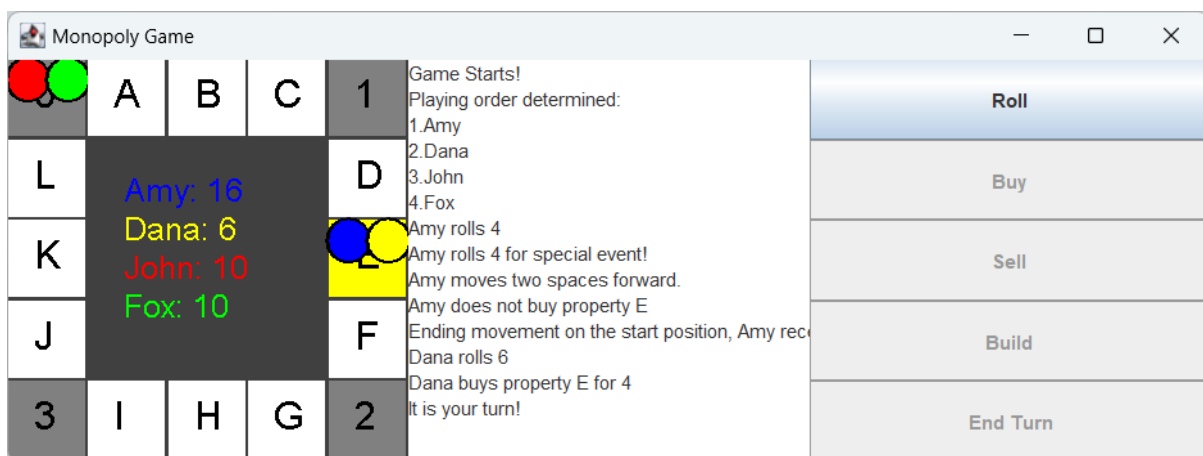 Monopoly Game
A B C 1
L D
K
J F
3 I H G 2
Amy: 16
Dana: 6
John: 10
Fox: 10
Game Starts!
Playing order determined:
1.Amy
2.Dana
3.John
4.Fox
Amy rolls 4
Amy rolls 4 for special event!
Amy moves two spaces forward.
Amy does not buy property E
Ending movement on the start position, Amy rece
Dana rolls 6
Dana buys property E for 4
It is your turn!
Roll
Buy
Sell
Build
End Turn